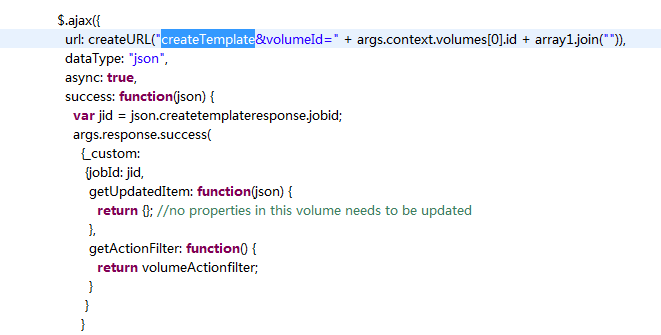 $.ajax({
url: createURL("createTemplate&volumeId=" + args.context.volumes[0].id + array1.join("")),
dataType: "json",
async: true,
success: function(json) {
var jid = json.createtemplateresponse.jobid;
args.response.success(
{_custom:
{jobId: jid,
getUpdatedItem: function(json) {
return {}; //no properties in this volume needs to be updated
},
getActionFilter: function() {
return volumeActionfilter;
}
}
}